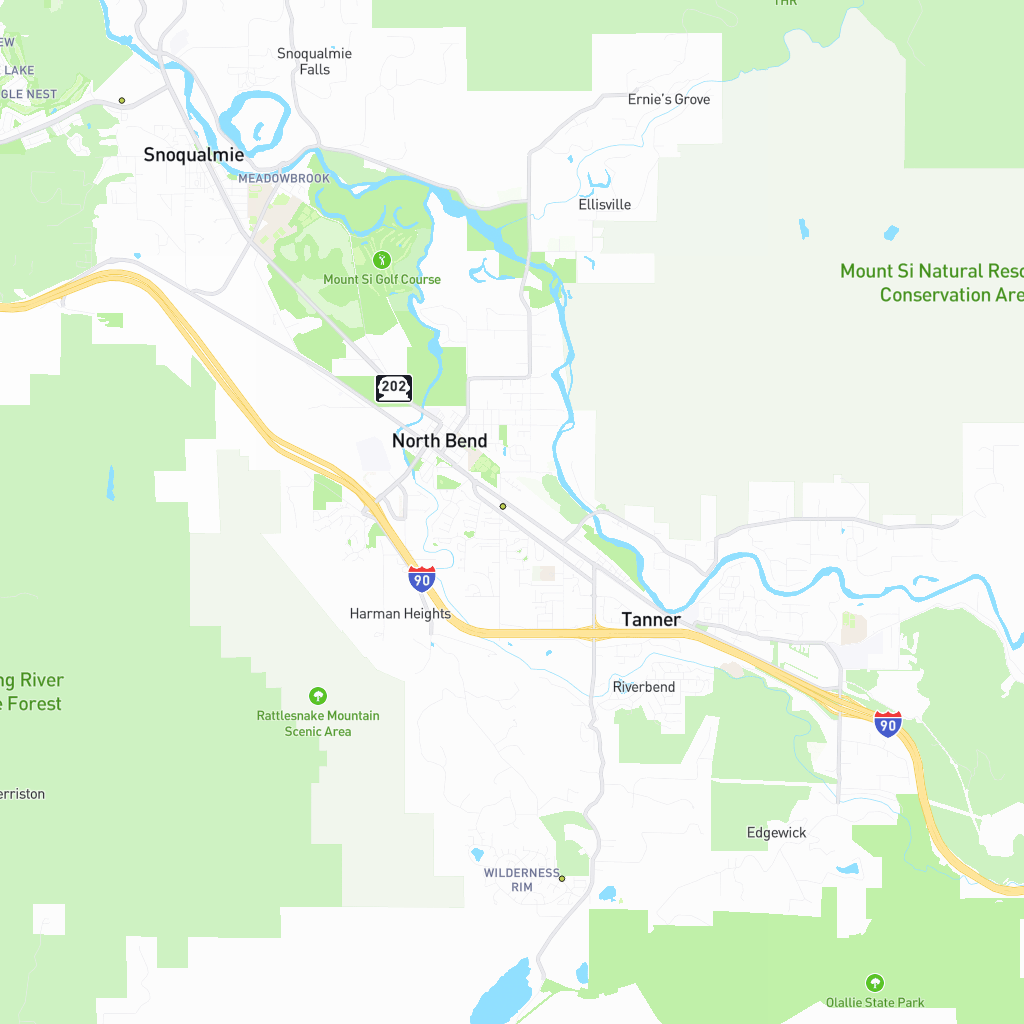 THR
EW
LAKE
GLE NEST
Snoqualmie
Falls
Ernie's Grove
Snoqualmie
MEADOWBROOK
Ellisville
Mount Si Golf Course
Mount Si Natural Reso
Conservation Are
202
North Bend
90
Harman Heights
Tanner
ng River
e Forest
Riverbend
Rattlesnake Mountain
Scenic Area
90
erriston
Edgewick
WILDERNESS
RIM
Olallie State Park